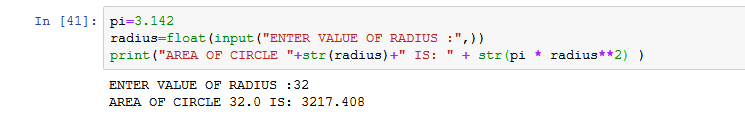 In [41]: pi=3.142
radius=float(input("ENTER VALUE OF RADIUS :",))
print("AREA OF CIRCLE "+str(radius)+" IS: " + str(pi * radius**2) )
ENTER VALUE OF RADIUS :32
AREA OF CIRCLE 32.0 IS: 3217.408